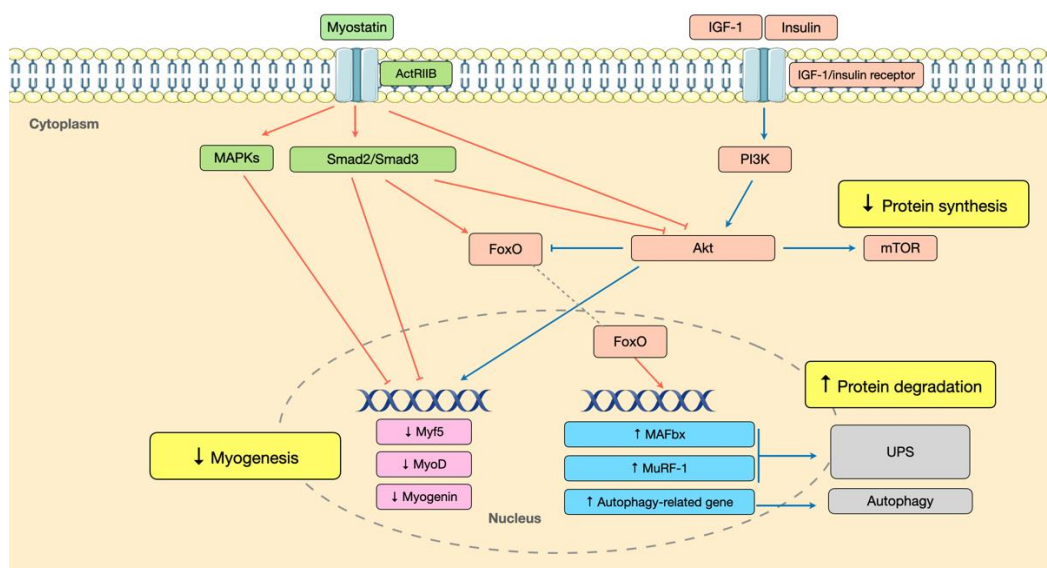 Myostatin
IGF-1
Insulin
ActRIIB
IGF-1/insulin receptor
Cytoplasm
MAPKs
Smad2/Smad3
PI3K
↓ Protein synthesis
FoxO
Akt
mTOR
FoxO
↑ Protein degradation
↓ Myf5
↑ MAFbx
↓ Myogenesis
↓ MyoD
↑ MuRF-1
UPS
↓ Myogenin
↑ Autophagy-related gene
Autophagy
Nucleus